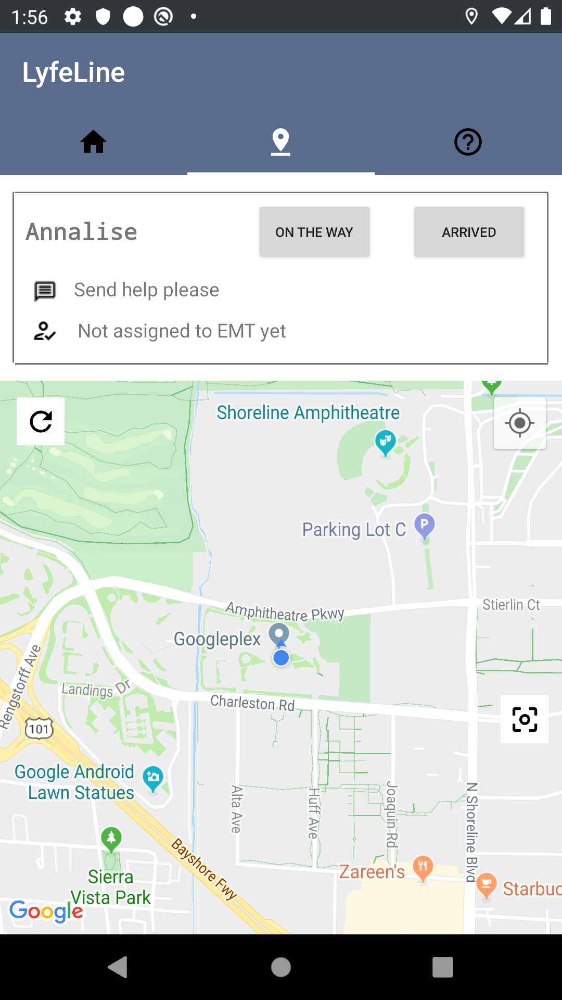 1:56
LyfeLine
Annalise
ON THE WAY
ARRIVED
Send help please
Not assigned to EMT yet
Shoreline Amphitheatre
Parking Lot C
P
Amphitheatre Pkwy
Stierlin Ct
Googleplex
Rengstorff Ave
Landings Dr
Charleston Rd
101
Google Android
Lawn Statues
Alta Ave
Huff Ave
Joaquin Rd
N Shoreline Blvd
Bayshore Fwy
Zareen's
Sierra
Vista Park
Starbuc
Google